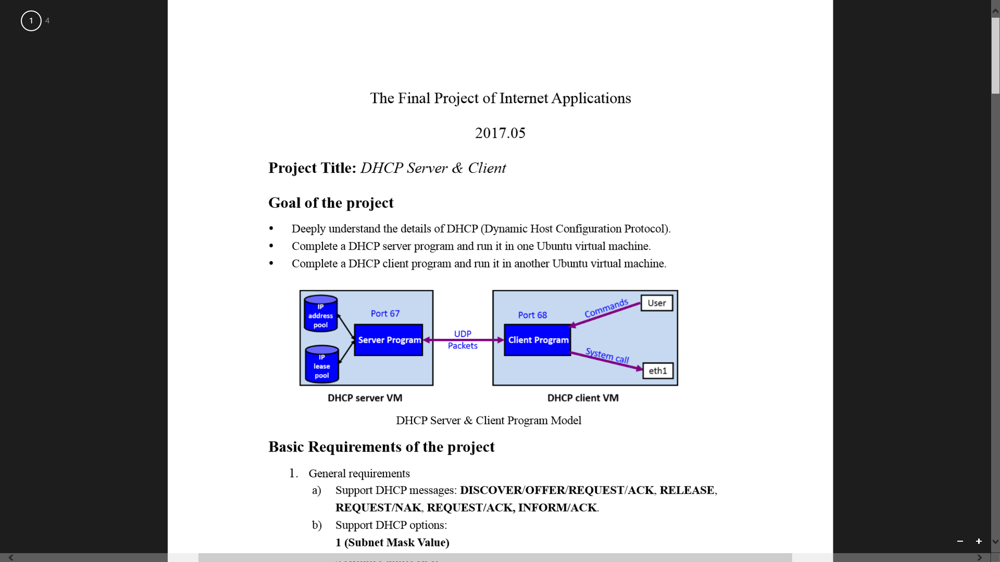 1 4
The Final Project of Internet Applications
2017.05
Project Title: DHCP Server & Client
Goal of the project
• Deeply understand the details of DHCP (Dynamic Host Configuration Protocol).
• Complete a DHCP server program and run it in one Ubuntu virtual machine.
• Complete a DHCP client program and run it in another Ubuntu virtual machine.
IP
address
pool
Port 67
Server Program
IP
lease
pool
DHCP server VM
UDP
Packets
Port 68
Client Program
Commands
User
System call
eth1
DHCP client VM
DHCP Server & Client Program Model
Basic Requirements of the project
1. General requirements
a) Support DHCP messages: DISCOVER/OFFER/REQUEST/ACK, RELEASE,
REQUEST/NAK, REQUEST/ACK, INFORM/ACK.
b) Support DHCP options:
1 (Subnet Mask Value)